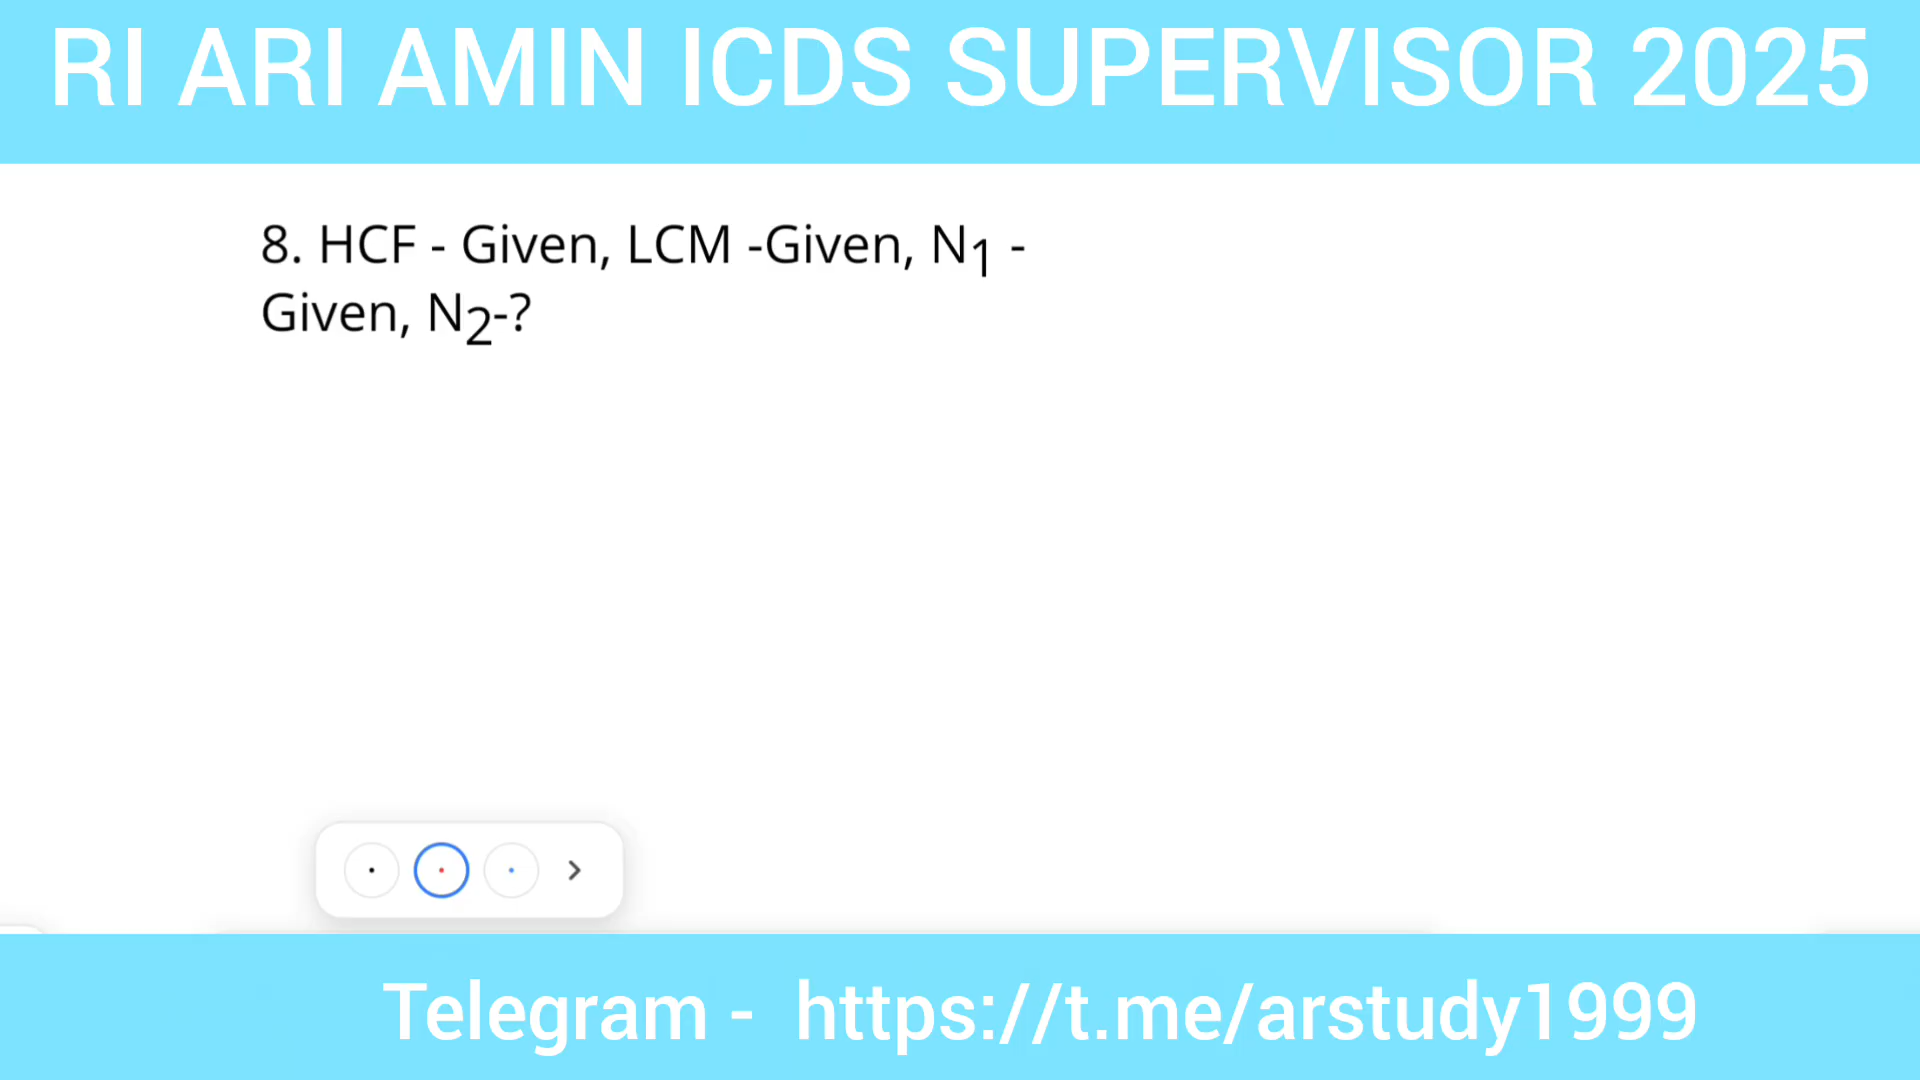 RI ARI AMIN ICDS SUPERVISOR 2025
8. HCF - Given, LCM -Given, N₁ -
Given, N₂-?
Telegram - https://t.me/arstudy1999